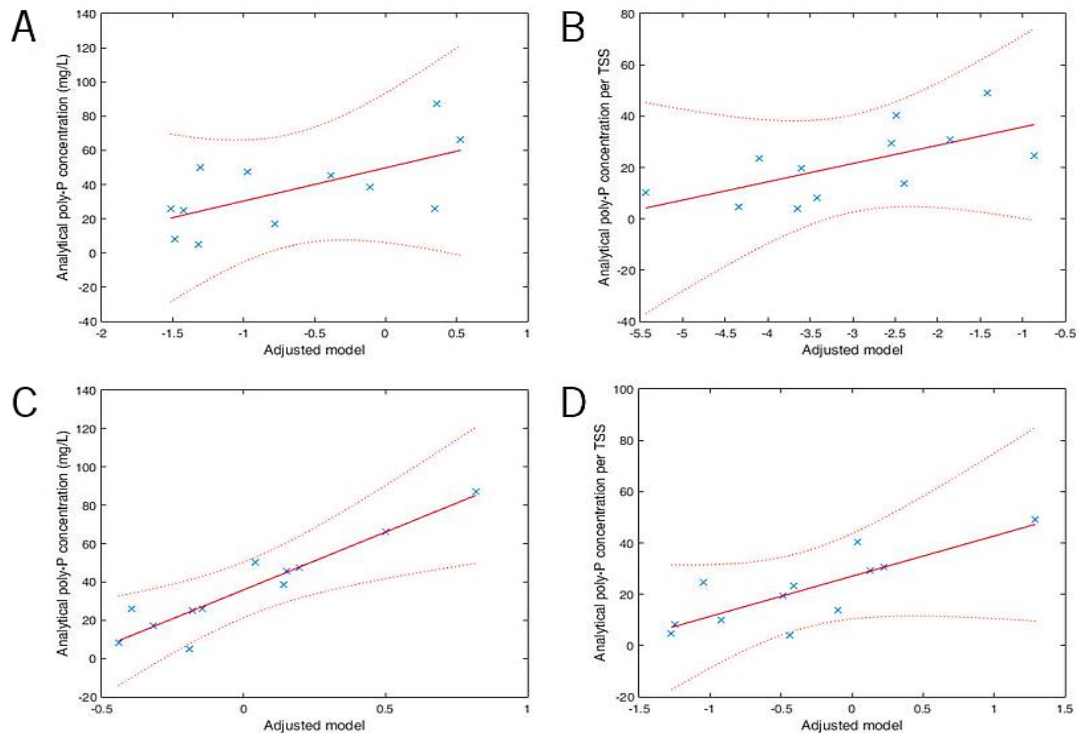 A
Analytical poly-P concentration (mg/L)
140
120
100
80
60
40
20
0
-20
-40
-2 -1.5 -1 -0.5 0 0.5 1
Adjusted model
B
Analytical poly-P concentration per TSS
80
60
40
20
0
-20
-40
-5.5 -5 -4.5 -4 -3.5 -3 -2.5 -2 -1.5 -1 -0.5
Adjusted model
C
Analytical poly-P concentration (mg/L)
140
120
100
80
60
40
20
0
-20
-0.5 0 0.5 1
Adjusted model
D
Analytical poly-P concentration per TSS
100
80
60
40
20
0
-20
-1.5 -1 -0.5 0 0.5 1 1.5
Adjusted model